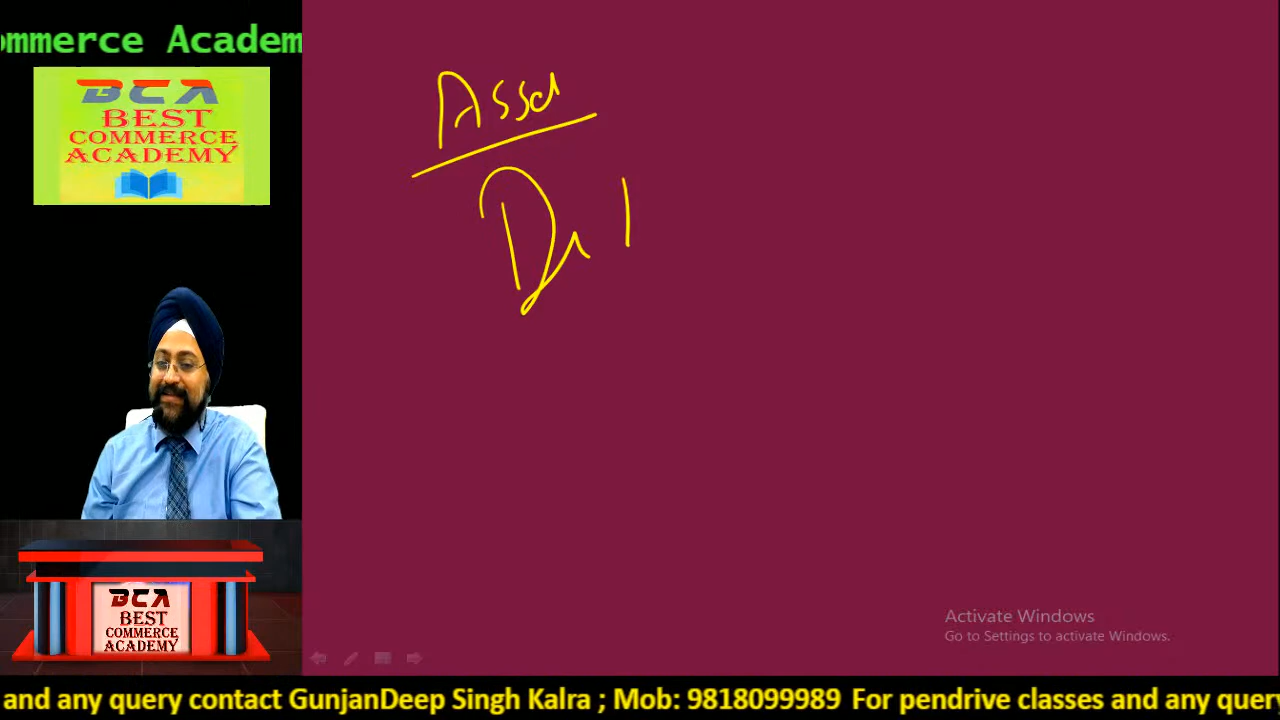 ommerce Academ
BCA
BEST
COMMERCE
ACADEMY
Asset
Dr
BCA
BEST
COMMERCE
ACADEMY
Activate Windows
Go to Settings to activate Windows.
and any query contact GunjanDeep Singh Kalra ; Mob: 9818099989 For pendrive classes and any query